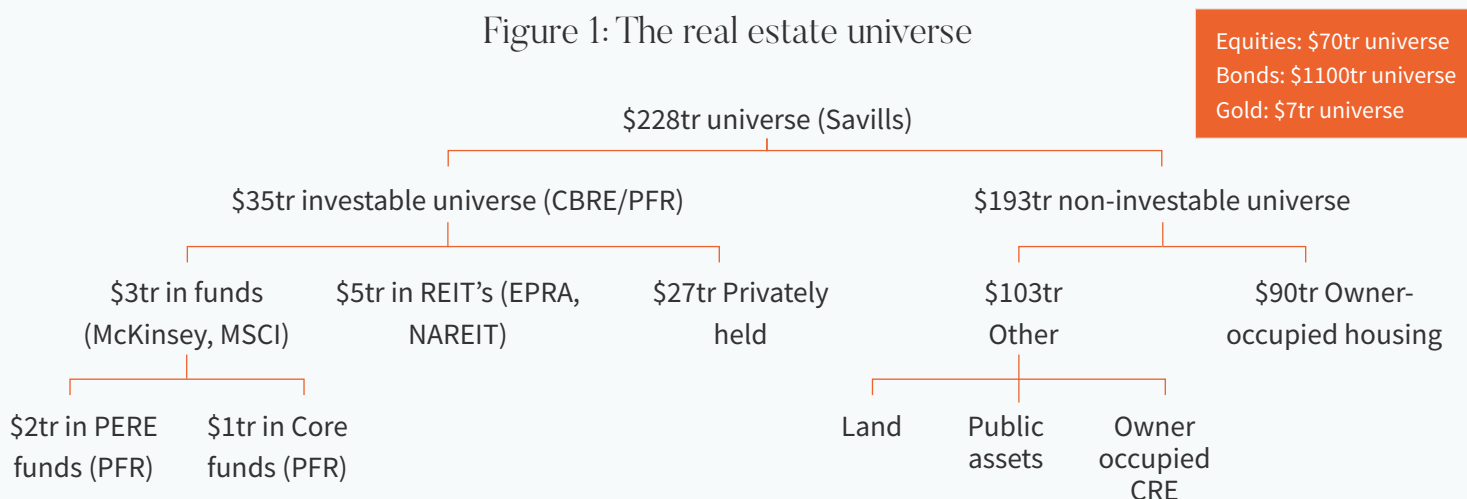 Figure 1: The real estate universe
Equities: $70tr universe
Bonds: $1100tr universe
Gold: $7tr universe
$228tr universe (Savills)
$35tr investable universe (CBRE/PFR)
$193tr non-investable universe
$3tr in funds
(McKinsey, MSCI)
$5tr in REIT's (EPRA,
NAREIT)
$27tr Privately
held
$103tr
Other
$90tr Owner-
occupied housing
$2tr in PERE
funds (PFR)
$1tr in Core
funds (PFR)
Land
Public
assets
Owner
occupied
CRE